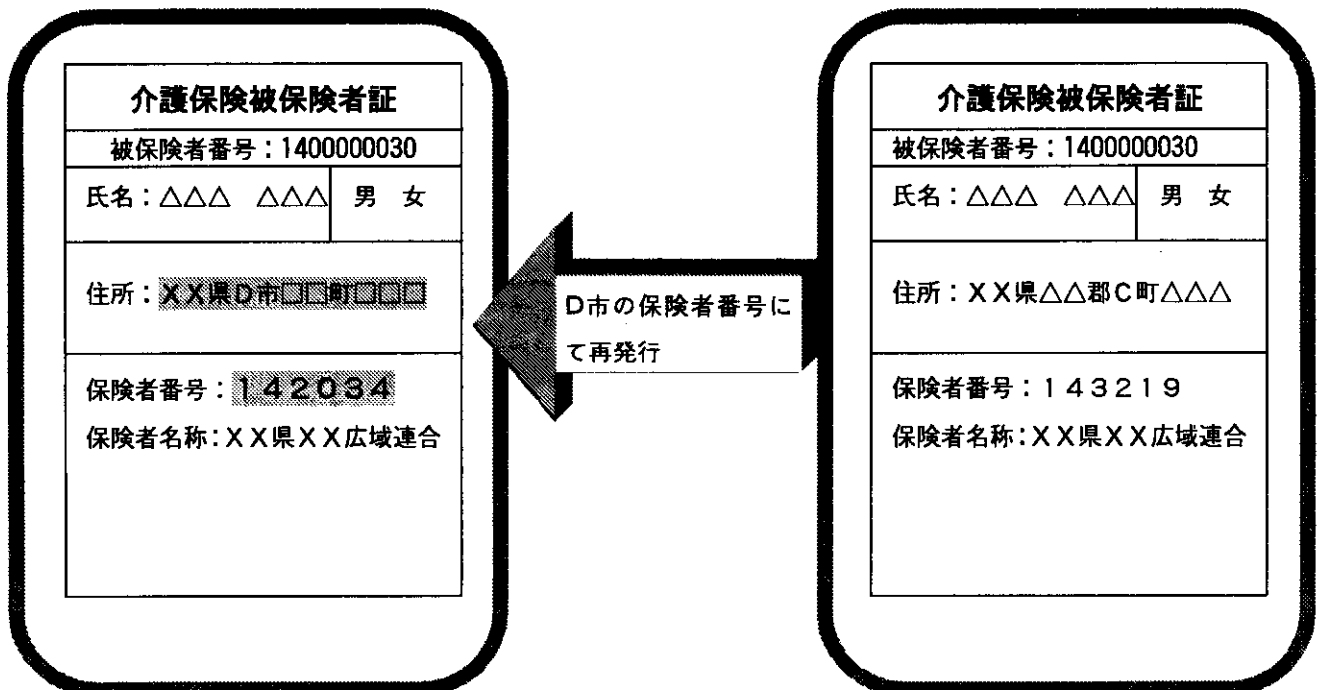 介護保険被保険者証
被保険者番号：1400000030
氏名：△△△ △△△ 男 女
住所：XX県D市□□町□□□
保険者番号：142034
保険者名称：XX県XX広域連合
D市の保険者番号に
て再発行
介護保険被保険者証
被保険者番号：1400000030
氏名：△△△ △△△ 男 女
住所：XX県△△郡C町△△△
保険者番号：143219
保険者名称：XX県XX広域連合